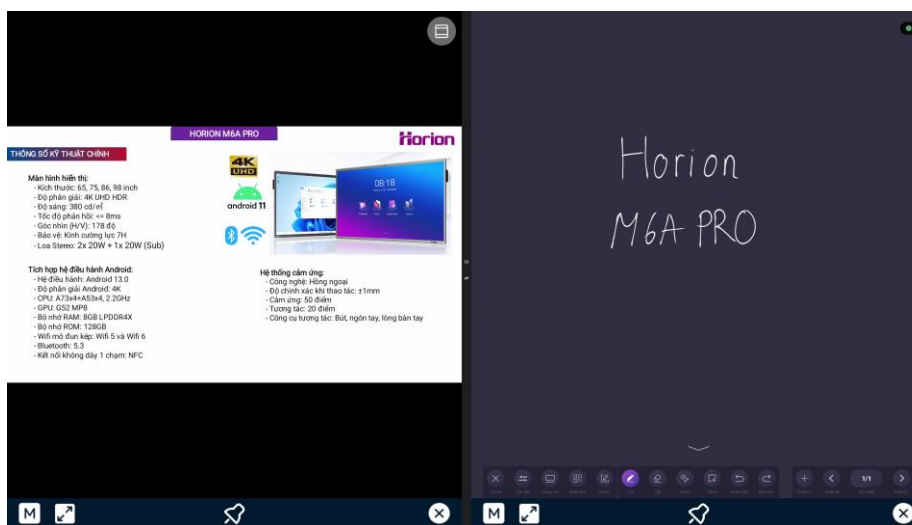 HORION M6A PRO
Horion
THÔNG SỐ KỸ THUẬT CHÍNH
4K
UHD
android 11
08:18
Màn hình hiển thị:
- Kích thước: 65, 75, 86, 98 inch
- Độ phân giải: 4K UHD HDR
- Độ sáng: 380 cd/㎡
- Tốc độ phản hồi: <= 8ms
- Góc nhìn (H/V): 178 độ
- Bảo vệ: Kính cường lực 7H
- Loa Stereo: 2x 20W + 1x 20W (Sub)
Tích hợp hệ điều hành Android:
- Hệ điều hành: Android 13.0
- Độ phân giải Android: 4K
- CPU: A73x4+A53x4, 2.2GHz
- GPU: G52 MP8
- Bộ nhớ RAM: 8GB LPDDR4X
- Bộ nhớ ROM: 128GB
- Wifi mô đun kép: Wifi 5 và Wifi 6
- Bluetooth: 5.3
- Kết nối không dây 1 chạm: NFC
Hệ thống cảm ứng:
- Công nghệ: Hồng ngoại
- Độ chính xác khi thao tác: ±1mm
- Cảm ứng: 50 điểm
- Tương tác: 20 điểm
- Công cụ tương tác: Bút, ngón tay, lòng bàn tay
M
Horion
M6A PRO
1/1
M